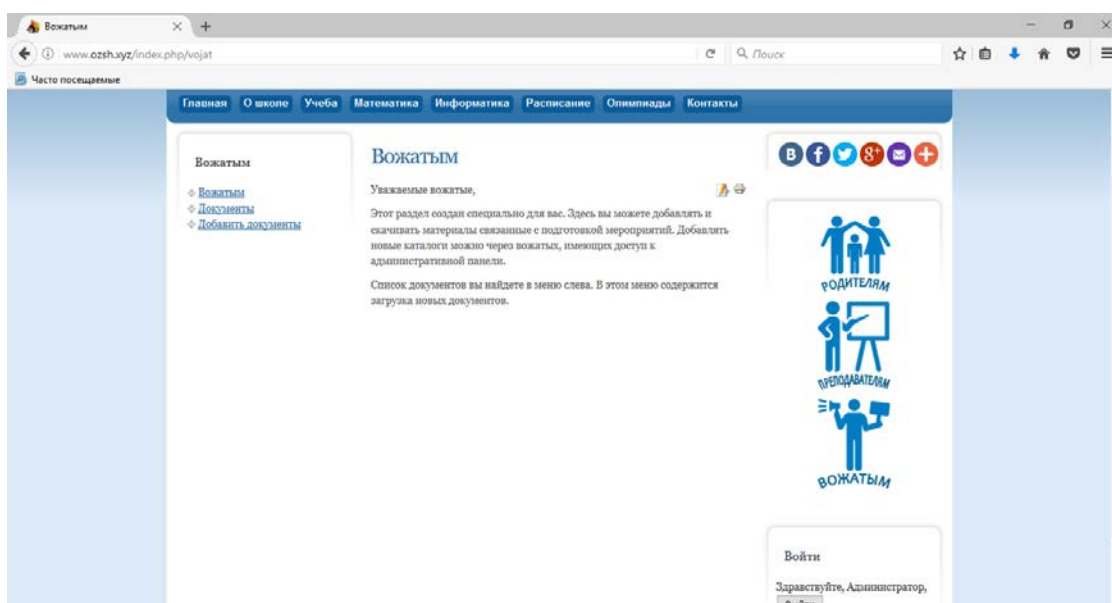 Вожатым
www.ozsh.xyz/index.php/vojat
Поиск
Часто посещаемые
Главная О школе Учеба Математика Информатика Расписание Олимпиады Контакты
Вожатым
Вожатым
Документы
Добавить документы
Вожатым
Уважаемые вожатые,
Этот раздел создан специально для вас. Здесь вы можете добавлять и
скачивать материалы связанные с подготовкой мероприятий. Добавлять
новые каталоги можно через вожатых, имеющих доступ к
административной панели.
Список документов вы найдете в меню слева. В этом меню содержится
загрузка новых документов.
РОДИТЕЛЯМ
ПРЕПОДАВАТЕЛЯМ
ВОЖАТЫМ
Войти
Здравствуйте, Администратор,